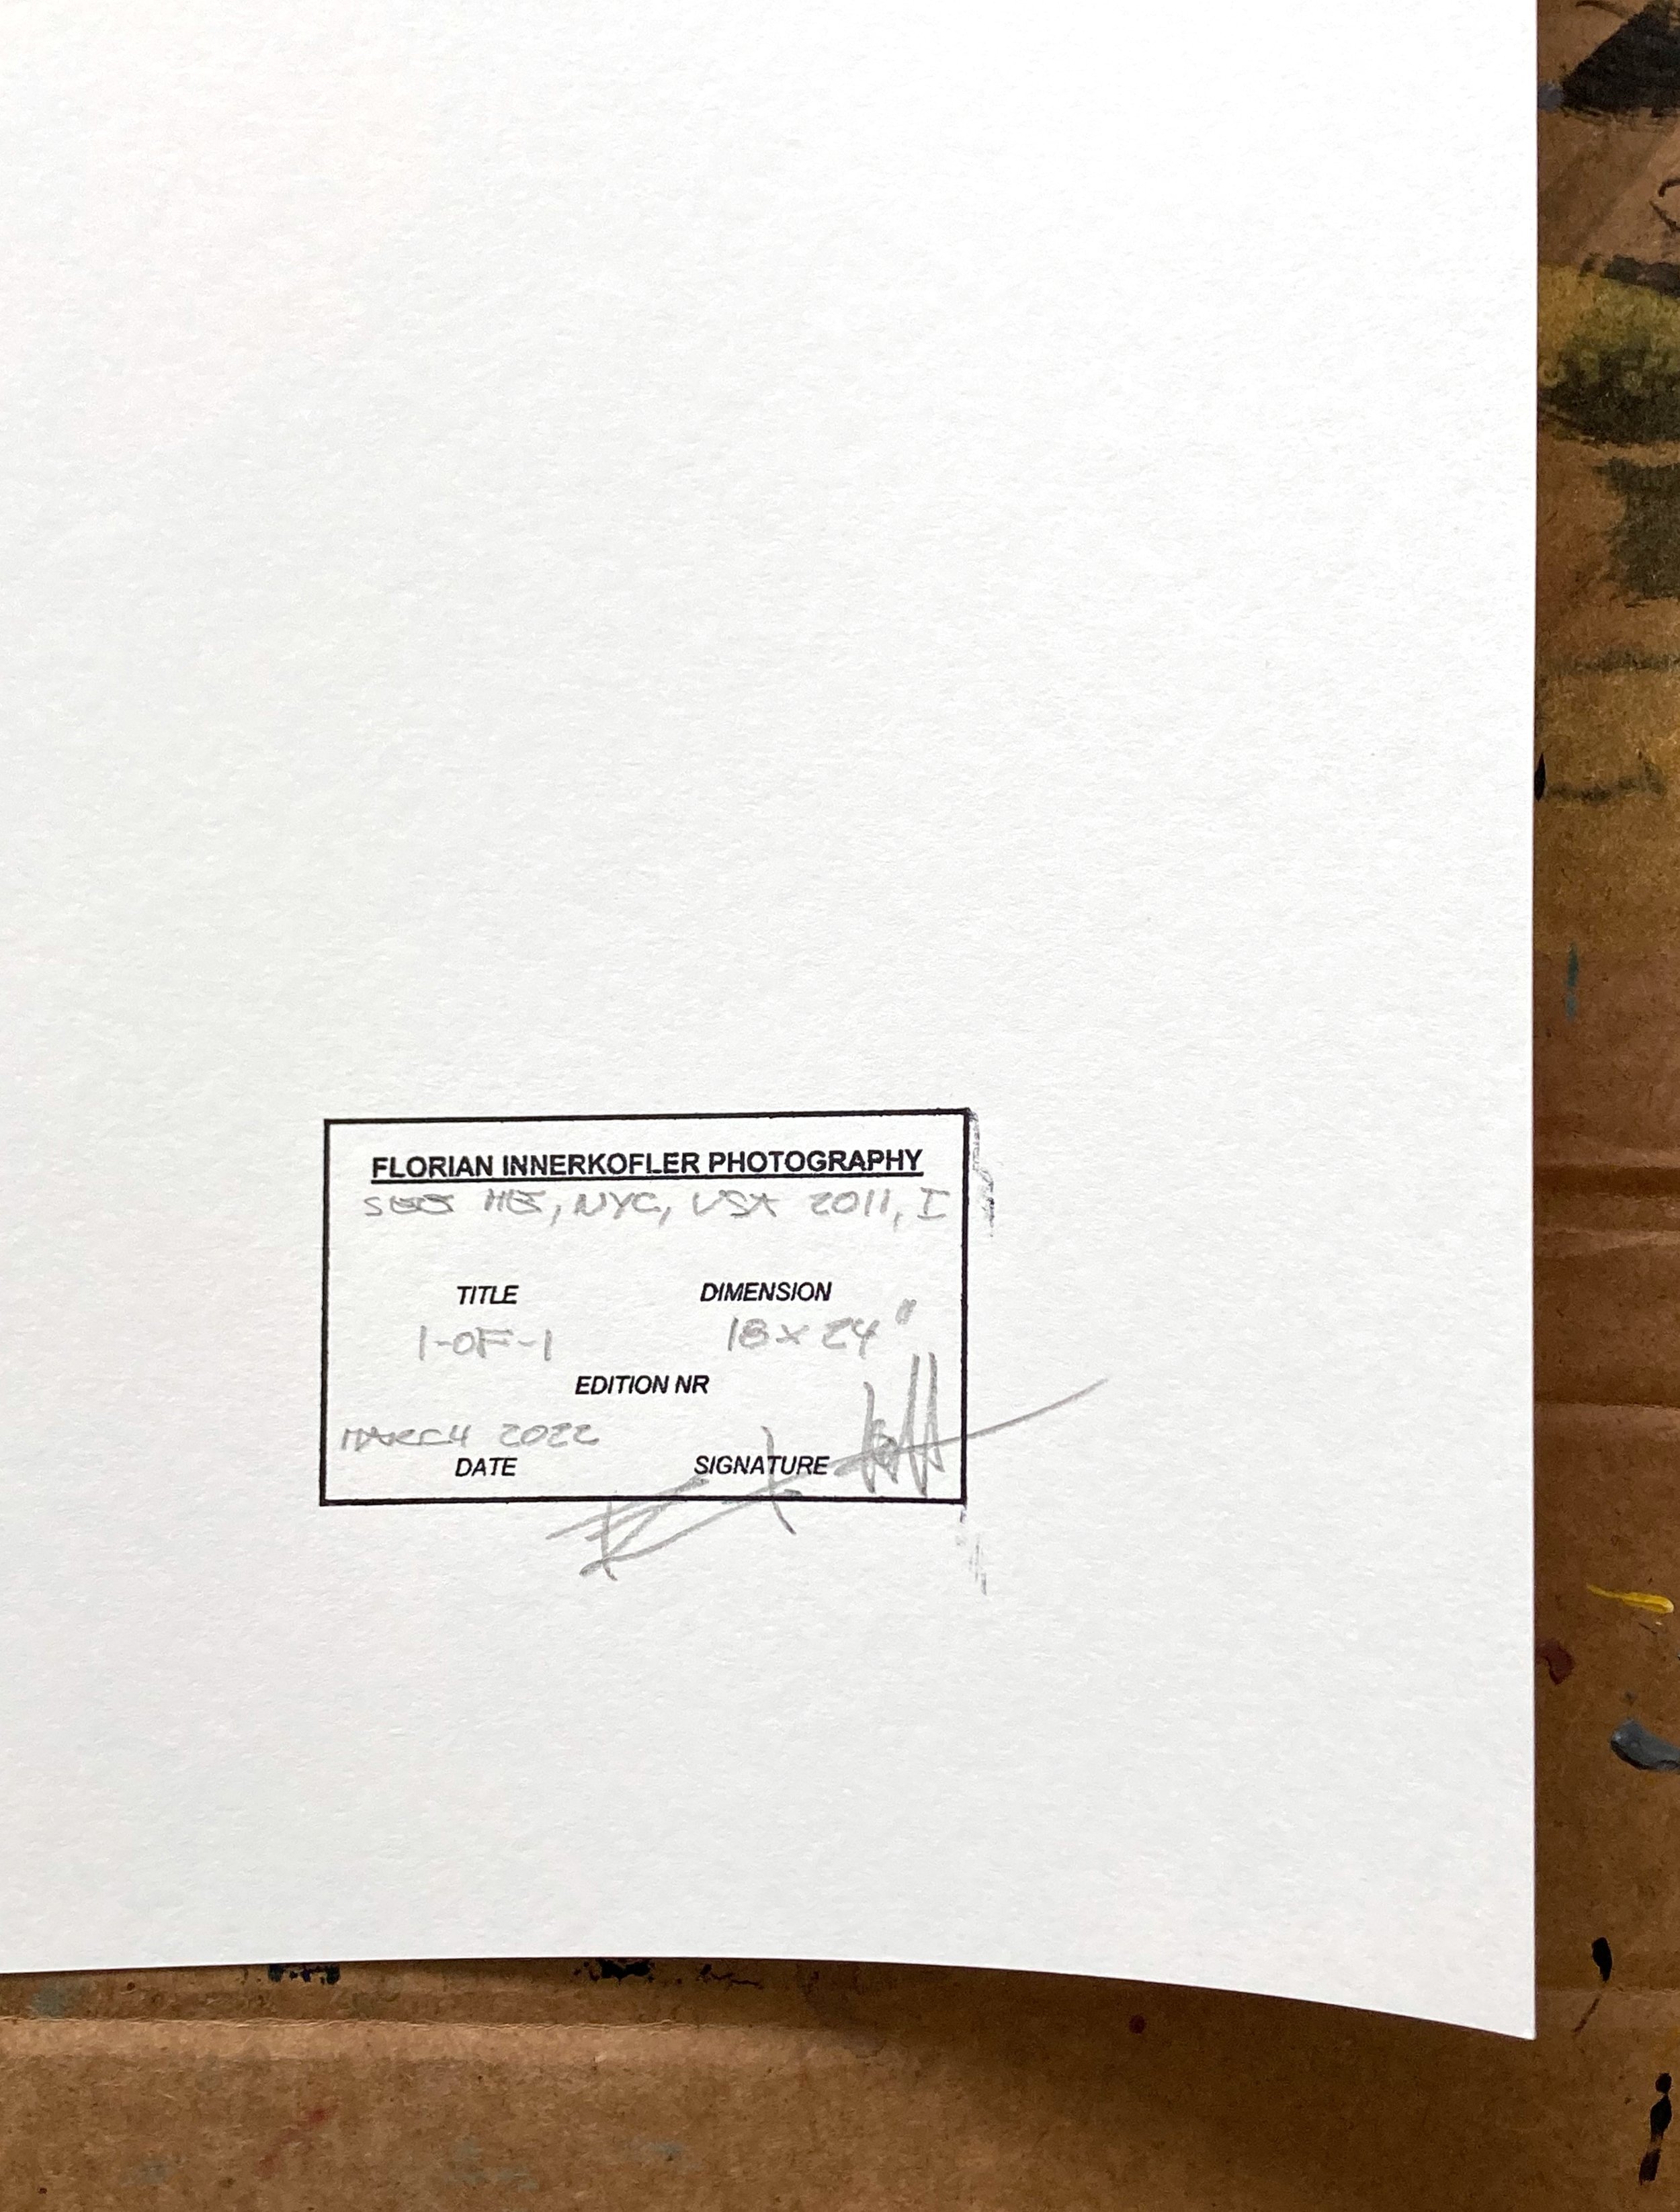 FLORIAN INNERKOFLER PHOTOGRAPHY
SEE ME, NYC, USA 2011, I
TITLE DIMENSION
1-OF-1 18 x 24"
EDITION NR
MARCH 2022
DATE SIGNATURE